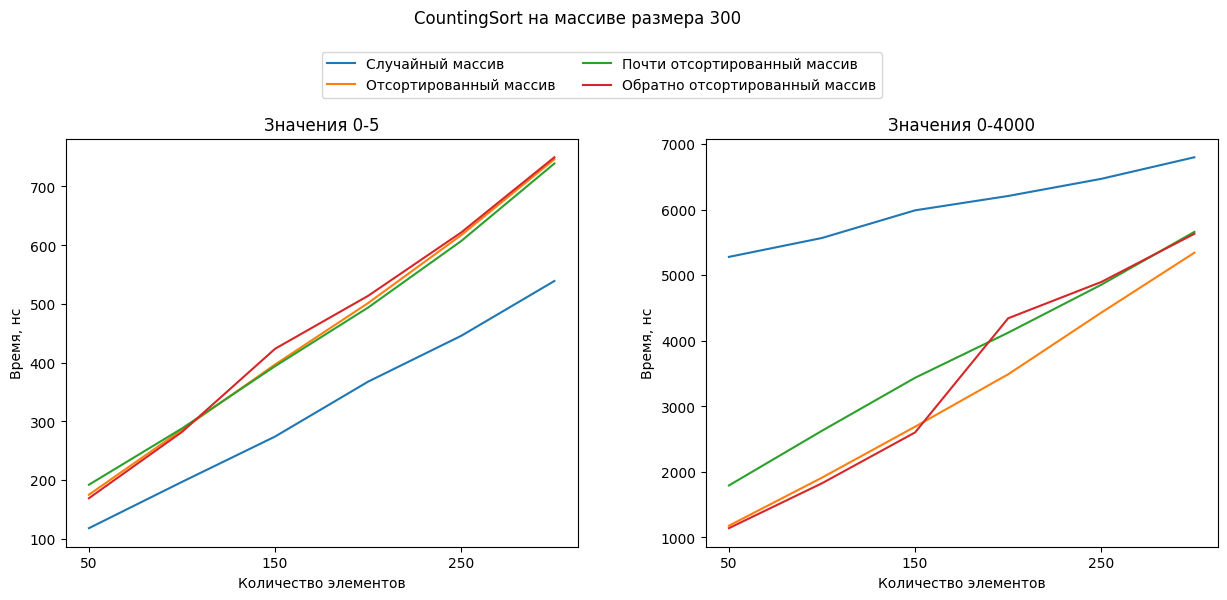 CountingSort на массиве размера 300
Случайный массив
Отсортированный массив
Почти отсортированный массив
Обратно отсортированный массив
Значения 0-5
Время, нс
700
600
500
400
300
200
100
50
150
250
Количество элементов
Значения 0-4000
Время, нс
7000
6000
5000
4000
3000
2000
1000
50
150
250
Количество элементов